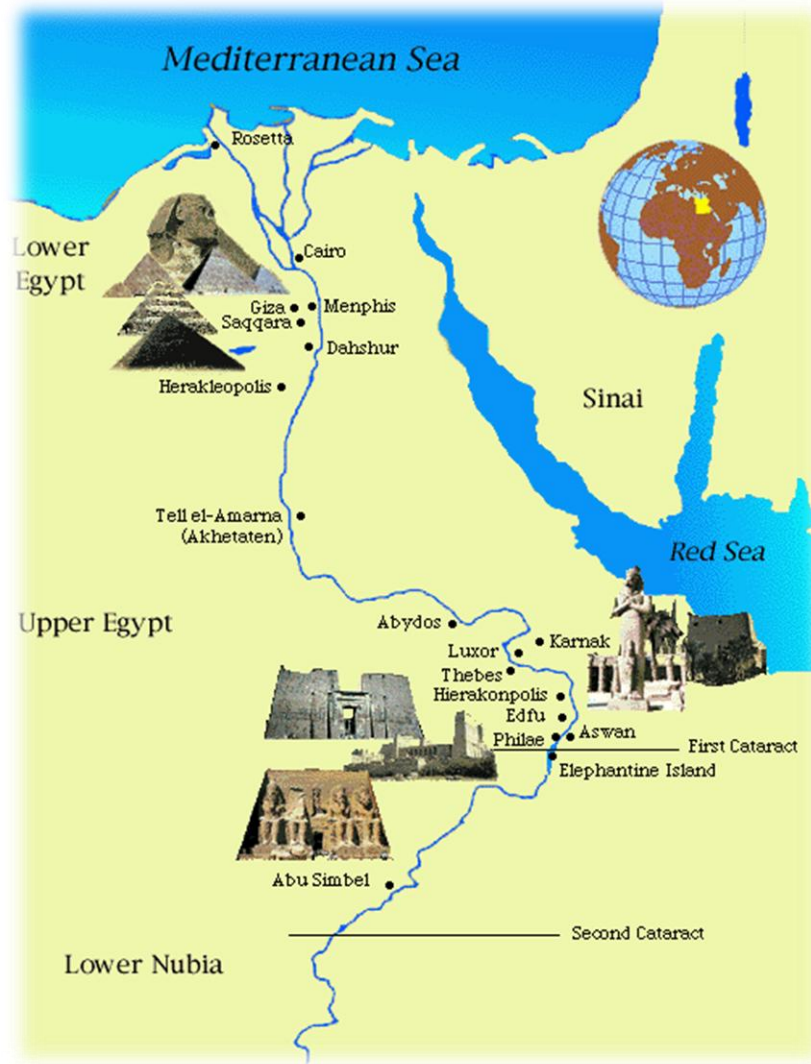 Mediterranean Sea
Rosetta
Lower
Egypt
Cairo
Giza
Menphis
Saqqara
Dahshur
Herakleopolis
Sinai
Tell el-Amarna
(Akhetaten)
Red Sea
Upper Egypt
Abydos
Karnak
Luxor
Thebes
Hierakonpolis
Edfu
Philae
Aswan
First Cataract
Elephantine Island
Abu Simbel
Second Cataract
Lower Nubia